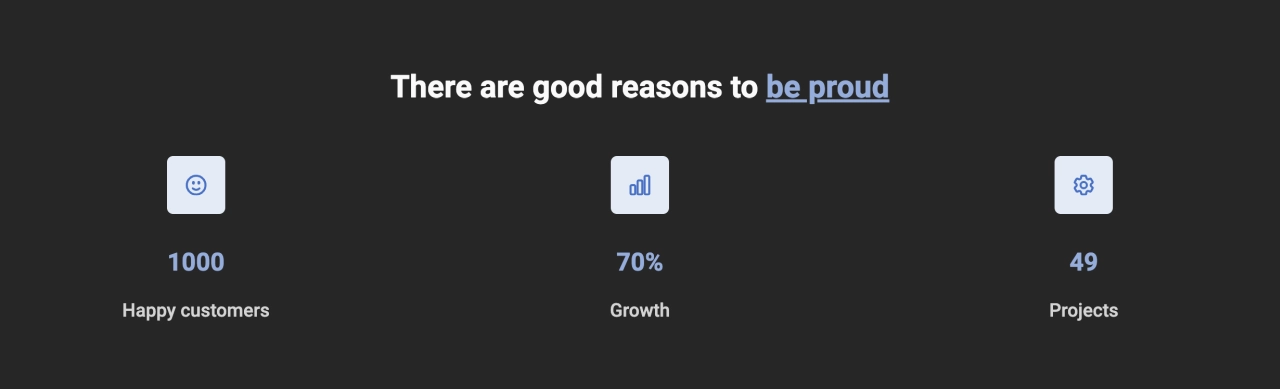 There are good reasons to be proud
1000
70%
49
Happy customers
Growth
Projects